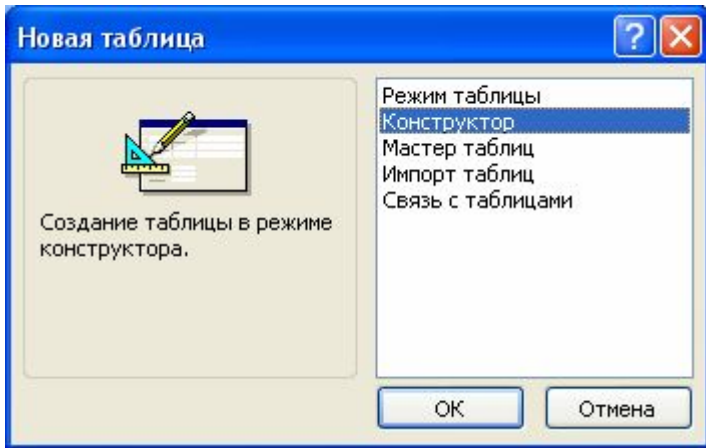 Новая таблица
Создание таблицы в режиме
конструктора.
Режим таблицы
Конструктор
Мастер таблиц
Импорт таблиц
Связь с таблицами
ОК
Отмена